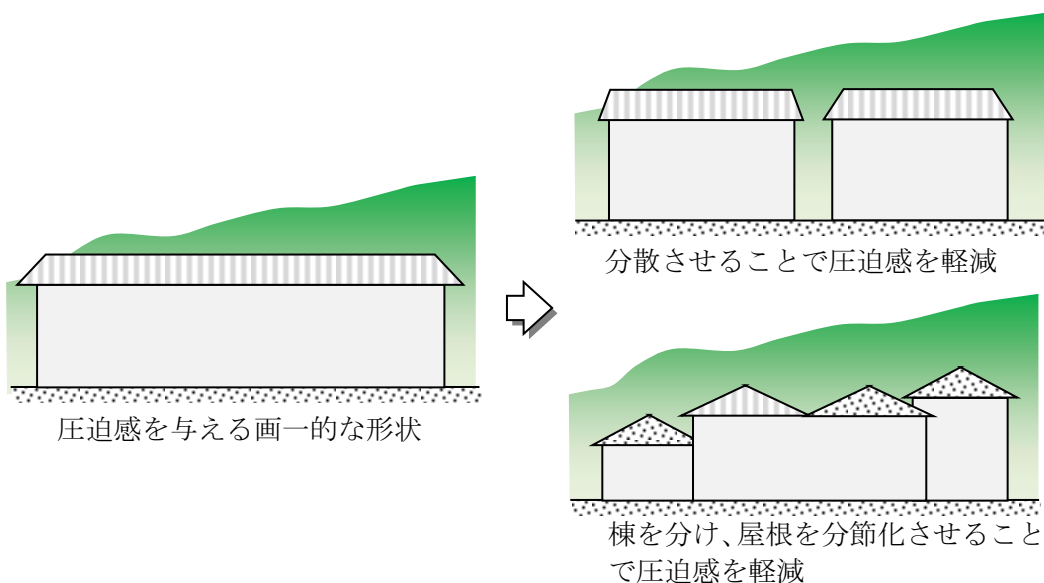 圧迫感を与える画一的な形状
分散させることで圧迫感を軽減
棟を分け、屋根を分節化させること
で圧迫感を軽減